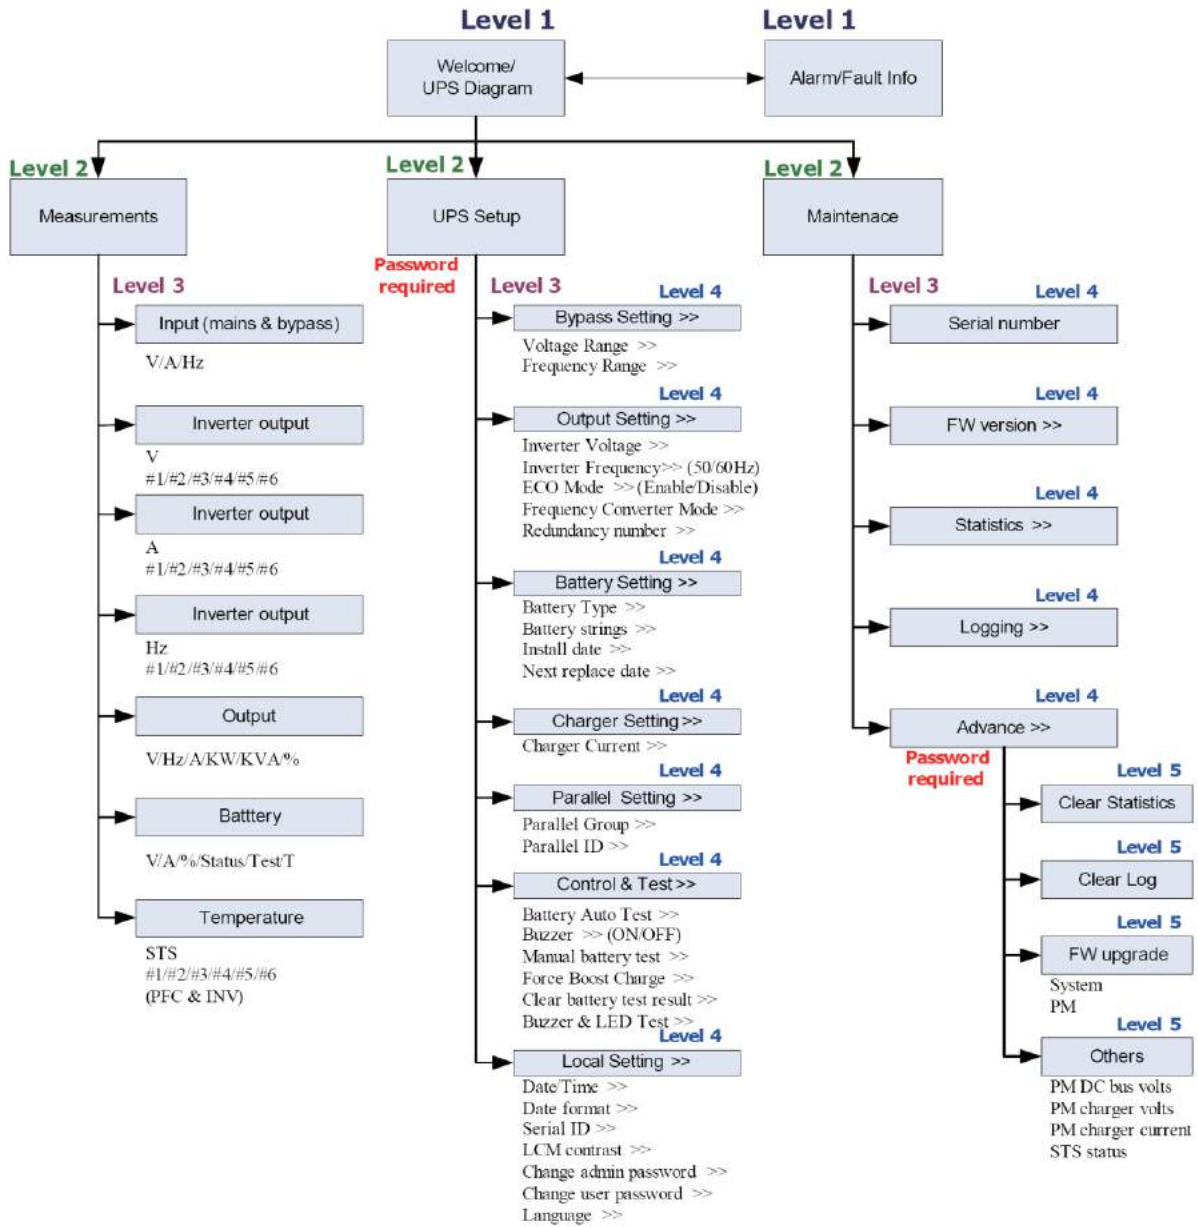 Level 1
Level 1
Welcome/
UPS Diagram
Alarm/Fault Info
Level 2
Measurements
Level 3
Input (mains & bypass)
V/A/Hz
Inverter output
V
#1/#2/#3/#4/#5/#6
Inverter output
A
#1/#2/#3/#4/#5/#6
Inverter output
Hz
#1/#2/#3/#4/#5/#6
Output
V/Hz/A/KW/KVA/%
Batttery
V/A/%/Status/Test/T
Temperature
STS
#1/#2/#3/#4/#5/#6
(PFC & INV)
Level 2
UPS Setup
Password
required
Level 3
Level 4
Bypass Setting >>
Voltage Range >>
Frequency Range >>
Level 4
Output Setting >>
Inverter Voltage >>
Inverter Frequency>> (50/60Hz)
ECO Mode >>(Enable/Disable)
Frequency Converter Mode >>
Redundancy number >>
Level 4
Battery Setting >>
Battery Type >>
Battery strings >>
Install date >>
Next replace date >>
Level 4
Charger Setting>>
Charger Current >>
Level 4
Parallel Setting >>
Parallel Group >>
Parallel ID >>
Level 4
Control & Test>>
Battery Auto Test >>
Buzzer >> (ON/OFF)
Manual battery test >>
Force Boost Charge >>
Clear battery test result >>
Buzzer & LED Test >>
Level 4
Local Setting >>
Date/Time >>
Date format >>
Serial ID >>
LCM contrast >>
Change admin password >>
Change user password >>
Language >>
Level 2
Maintenace
Level 3
Level 4
Serial number
Level 4
FW version >>
Level 4
Statistics >>
Level 4
Logging >>
Level 4
Advance >>
Password
required
Level 5
Clear Statistics
Level 5
Clear Log
Level 5
FW upgrade
System
PM
Level 5
Others
PM DC bus volts
PM charger volts
PM charger current
STS status